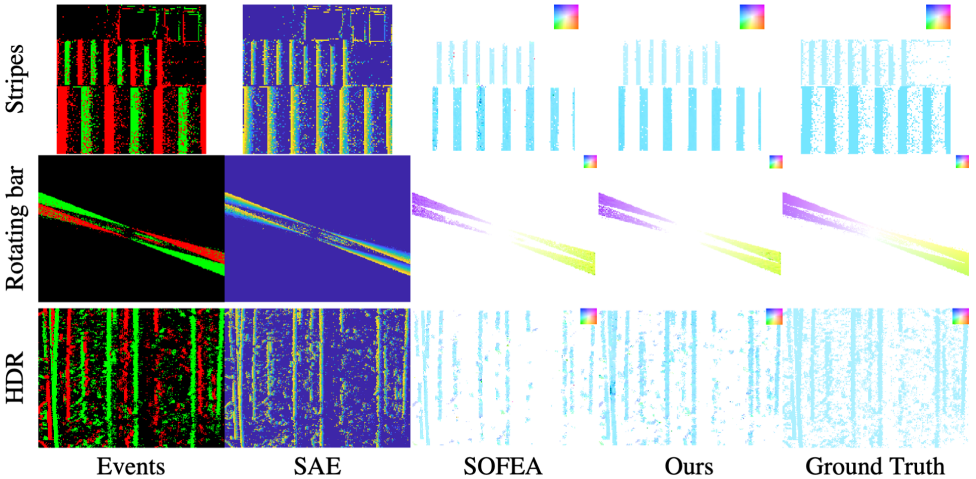 Stripes
Rotating bar
HDR
Events
SAE
SOFEA
Ours
Ground Truth